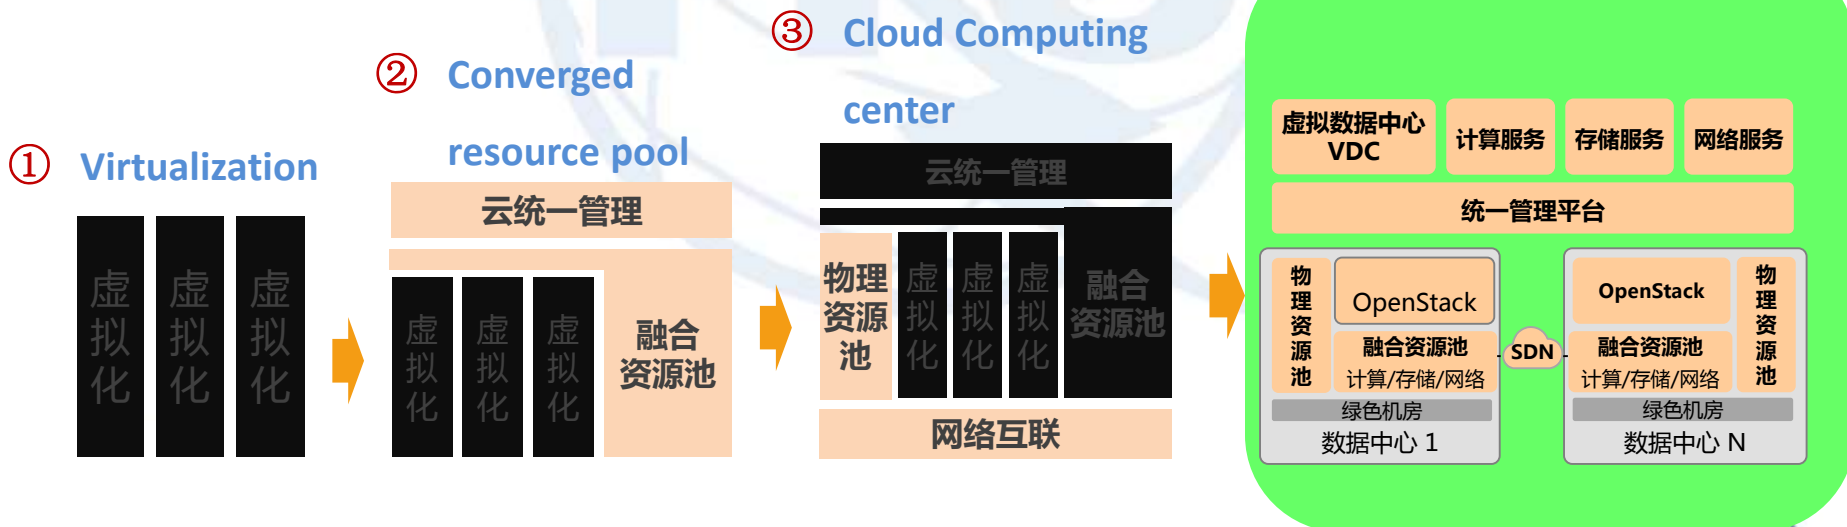 ① Virtualization
虚拟化
虚拟化
虚拟化
② Converged
resource pool
云统一管理
虚拟化
虚拟化
虚拟化
融合
资源池
③ Cloud Computing
center
云统一管理
物理
资源
池
虚拟化
虚拟化
虚拟化
融合
资源池
网络互联
虚拟数据中心
VDC
计算服务
存储服务
网络服务
统一管理平台
物理资源池
OpenStack
融合资源池
计算/存储/网络
绿色机房
数据中心 1
SDN
OpenStack
融合资源池
计算/存储/网络
物理资源池
绿色机房
数据中心 N